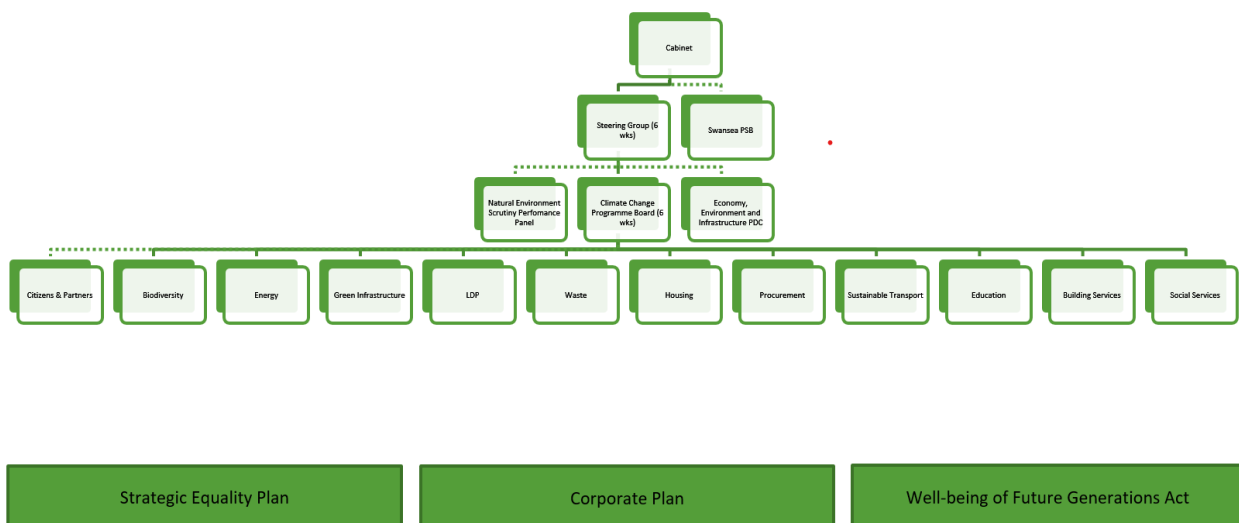 Cabinet
Steering Group (6
wks)
Swansea PSB
Natural Environment
Scrutiny Perfomance
Panel
Climate Change
Programme Board (6
wks)
Economy,
Environment and
Infrastructure PDC
Citizens & Partners
Biodiversity
Energy
Green Infrastructure
LDP
Waste
Housing
Procurement
Sustainable Transport
Education
Building Services
Social Services
Strategic Equality Plan
Corporate Plan
Well-being of Future Generations Act